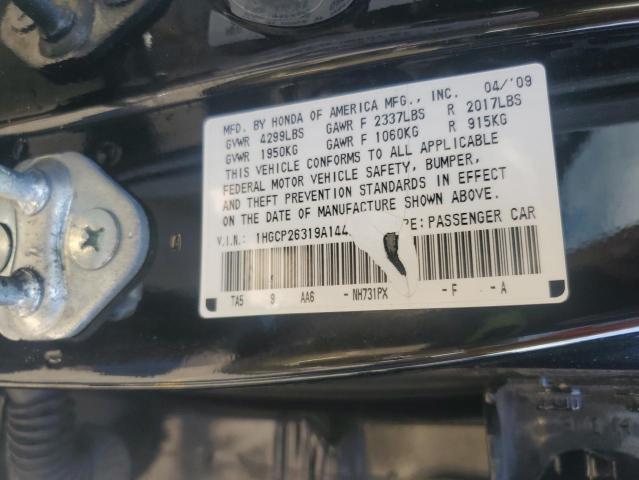 MFD. BY HONDA OF AMERICA MFG., INC. 04/'09
GVWR 4299LBS GAWR F 2337LBS R 2017LBS
GVWR 1950KG GAWR F 1060KG R 915KG
THIS VEHICLE CONFORMS TO ALL APPLICABLE
FEDERAL MOTOR VEHICLE SAFETY, BUMPER,
AND THEFT PREVENTION STANDARDS IN EFFECT
ON THE DATE OF MANUFACTURE SHOWN ABOVE.
V.I.N.: 1HGCP26319A144 PE: PASSENGER CAR
TA5 9 AA6 -NH731PX -F -A